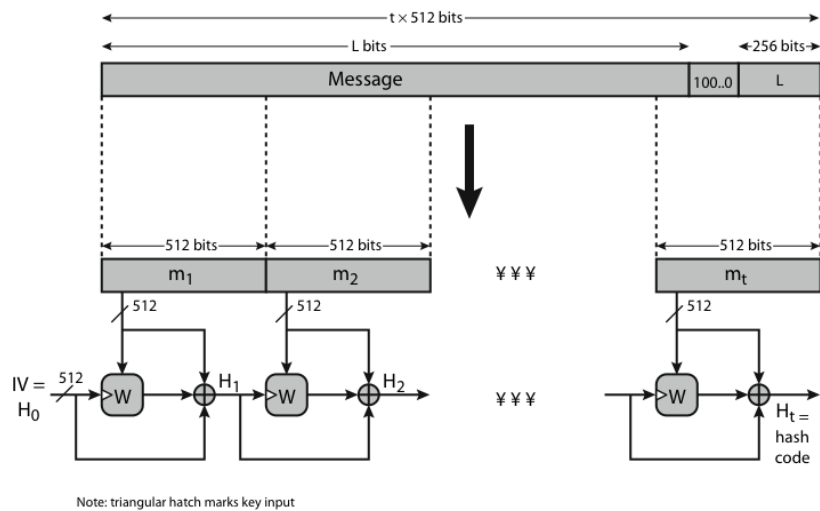 t × 512 bits
L bits
256 bits
Message
100..0
L
512 bits
512 bits
512 bits
m1
m2
¥ ¥ ¥
mt
512
512
512
IV =
H0
512
W
H1
W
H2
¥ ¥ ¥
W
Ht =
hash
code
Note: triangular hatch marks key input